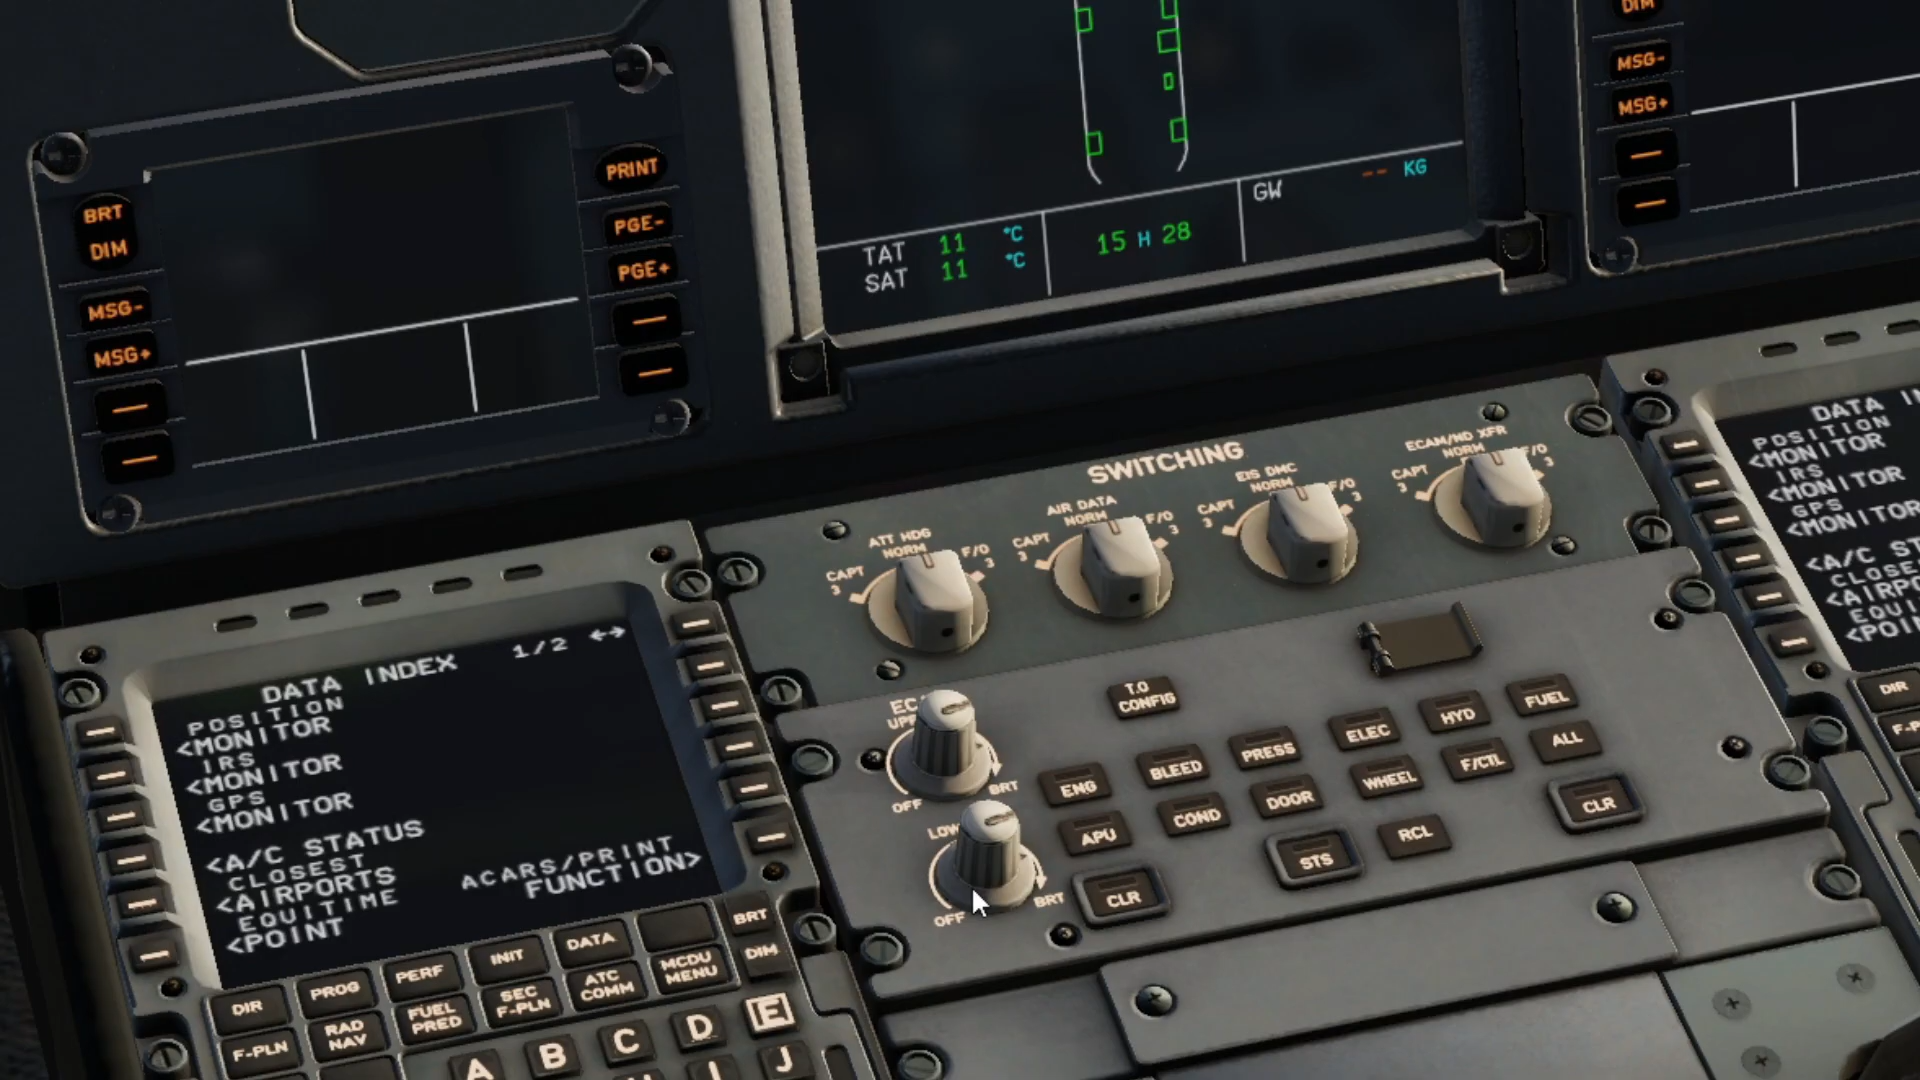 BRT
DIM
MSG-
MSG+
PRINT
PGE-
PGE+
TAT 11 °C
SAT 11 °C
15 H 28
GW -- KG
DIM
MSG-
MSG+
SWITCHING
ATT HDG
NORM
CAPT
3
F/O
3
AIR DATA
NORM
CAPT
3
F/O
3
EIS DMC
NORM
CAPT
3
F/O
3
ECAM/ND XFR
NORM
CAPT
3
F/O
3
DATA INDEX 1/2 ↔
POSITION
<MONITOR
IRS
<MONITOR
GPS
<MONITOR
<A/C STATUS
CLOSEST
<AIRPORTS ACARS/PRINT
EQUITIME FUNCTION>
<POINT
OFF
BRT
OFF
BRT
T.O
CONFIG
ENG
BLEED
PRESS
ELEC
HYD
FUEL
APU
COND
DOOR
WHEEL
F/CTL
ALL
CLR
STS
RCL
CLR
DIR
PROG
PERF
INIT
DATA
BRT
F-PLN
RAD
NAV
FUEL
PRED
SEC
F-PLN
ATC
COMM
MCDU
MENU
DIM
A
B
C
D
E
I
J
DATA
POSITION
<MONITOR
IRS
<MONITOR
GPS
<MONITOR
<A/C
DIR